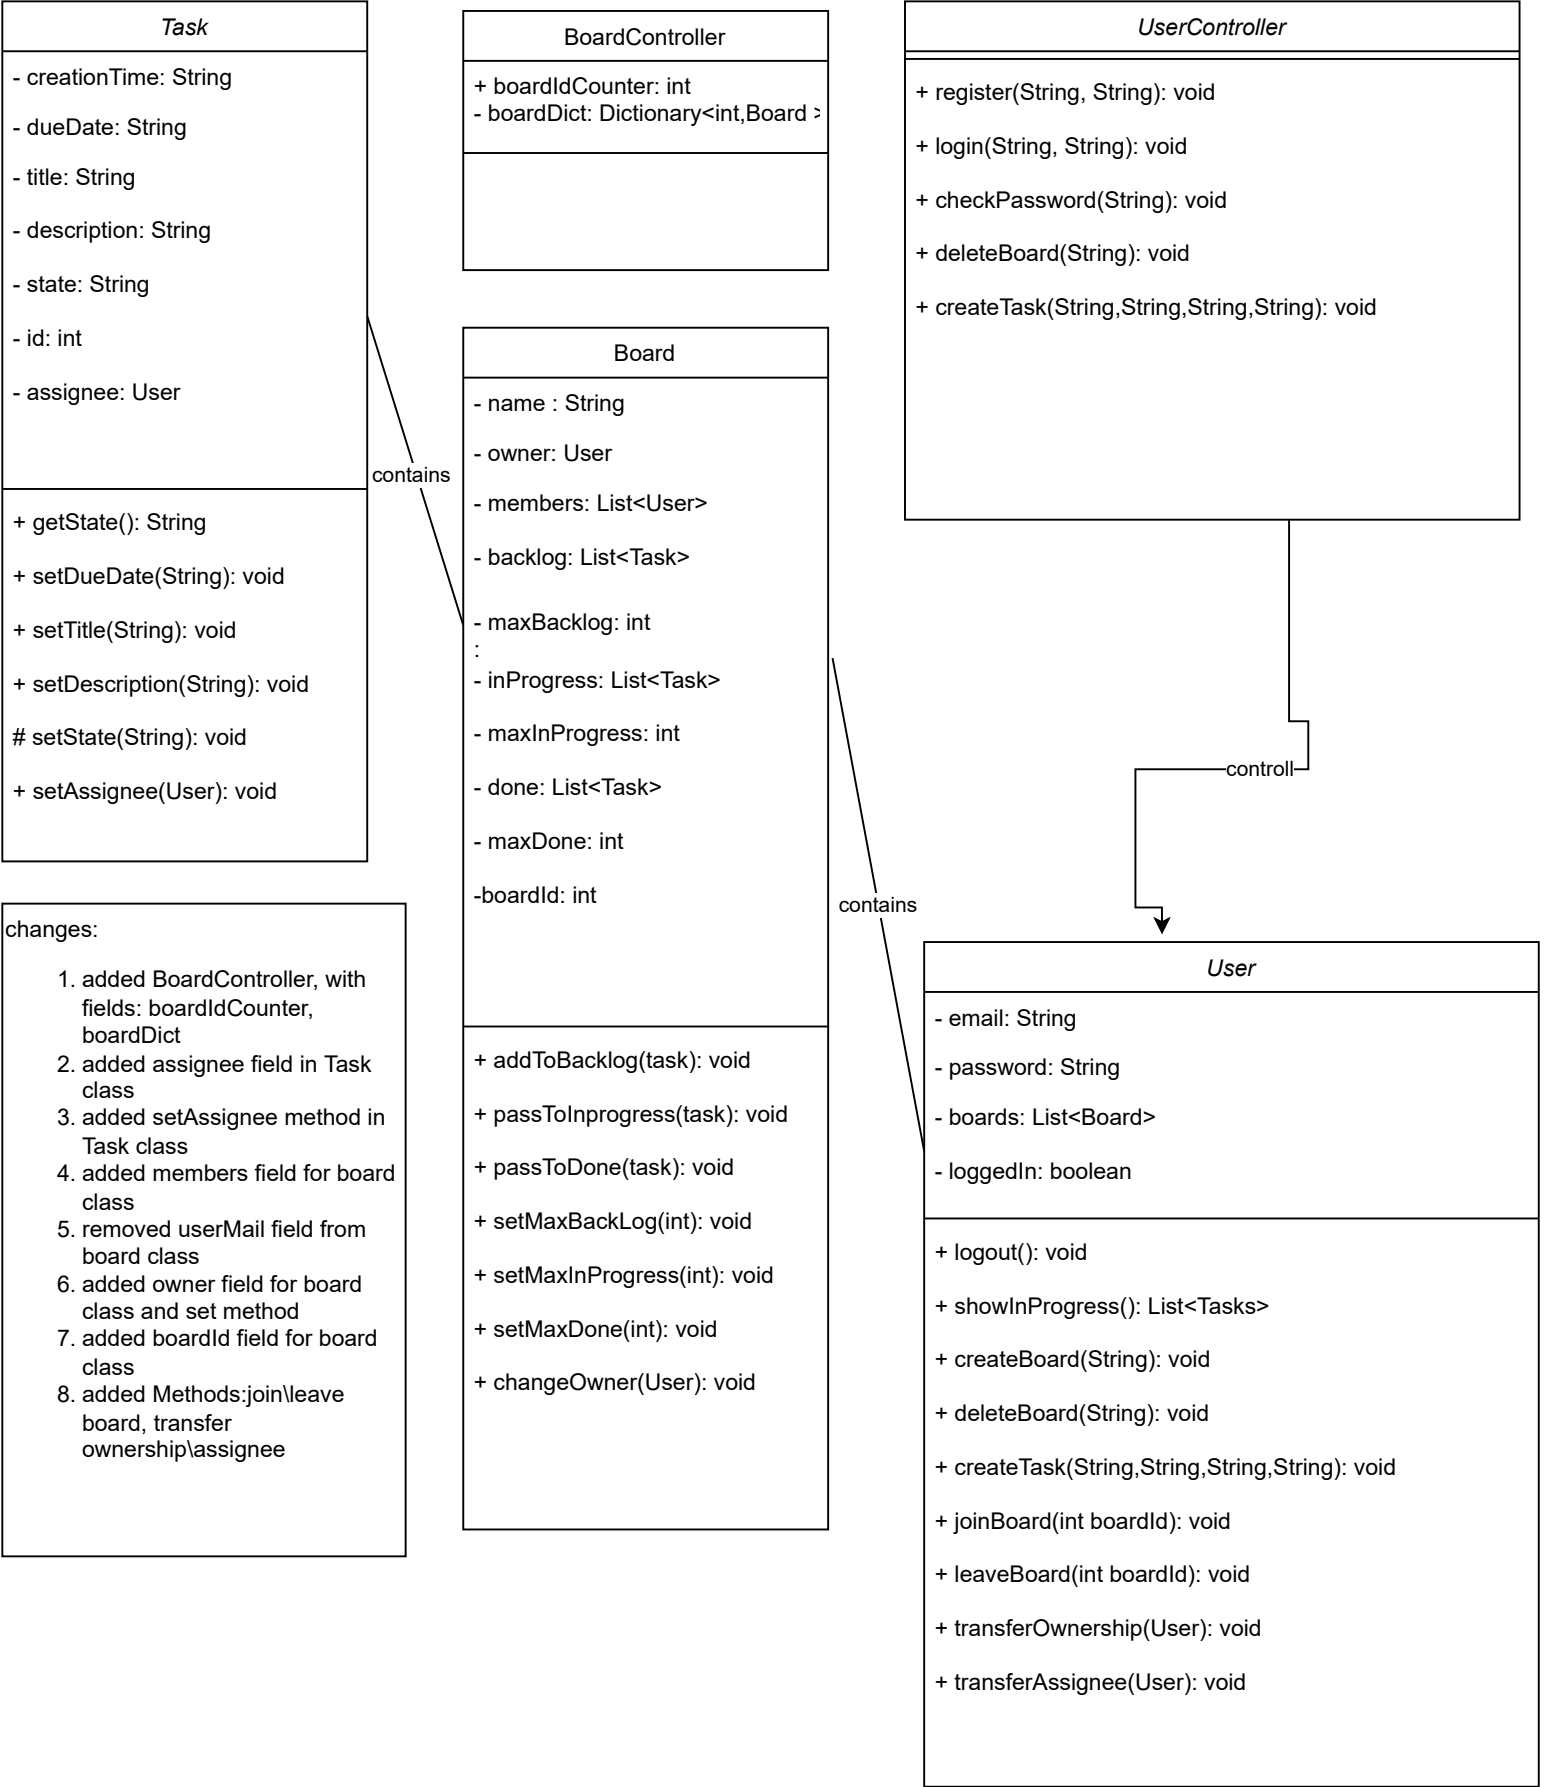 Task
- creationTime: String
- dueDate: String
- title: String
- description: String
- state: String
- id: int
- assignee: User
+ getState(): String
+ setDueDate(String): void
+ setTitle(String): void
+ setDescription(String): void
# setState(String): void
+ setAssignee(User): void
contains
BoardController
+ boardIdCounter: int
- boardDict: Dictionary<int,Board >
Board
- name : String
- owner: User
- members: List<User>
- backlog: List<Task>
- maxBacklog: int
:
- inProgress: List<Task>
- maxInProgress: int
- done: List<Task>
- maxDone: int
-boardId: int
+ addToBacklog(task): void
+ passToInprogress(task): void
+ passToDone(task): void
+ setMaxBackLog(int): void
+ setMaxInProgress(int): void
+ setMaxDone(int): void
+ changeOwner(User): void
contains
UserController
+ register(String, String): void
+ login(String, String): void
+ checkPassword(String): void
+ deleteBoard(String): void
+ createTask(String,String,String,String): void
controll
User
- email: String
- password: String
- boards: List<Board>
- loggedIn: boolean
+ logout(): void
+ showInProgress(): List<Tasks>
+ createBoard(String): void
+ deleteBoard(String): void
+ createTask(String,String,String,String): void
+ joinBoard(int boardId): void
+ leaveBoard(int boardId): void
+ transferOwnership(User): void
+ transferAssignee(User): void
changes:
1. added BoardController, with
fields: boardIdCounter,
boardDict
2. added assignee field in Task
class
3. added setAssignee method in
Task class
4. added members field for board
class
5. removed userMail field from
board class
6. added owner field for board
class and set method
7. added boardId field for board
class
8. added Methods:join\leave
board, transfer
ownership\assignee